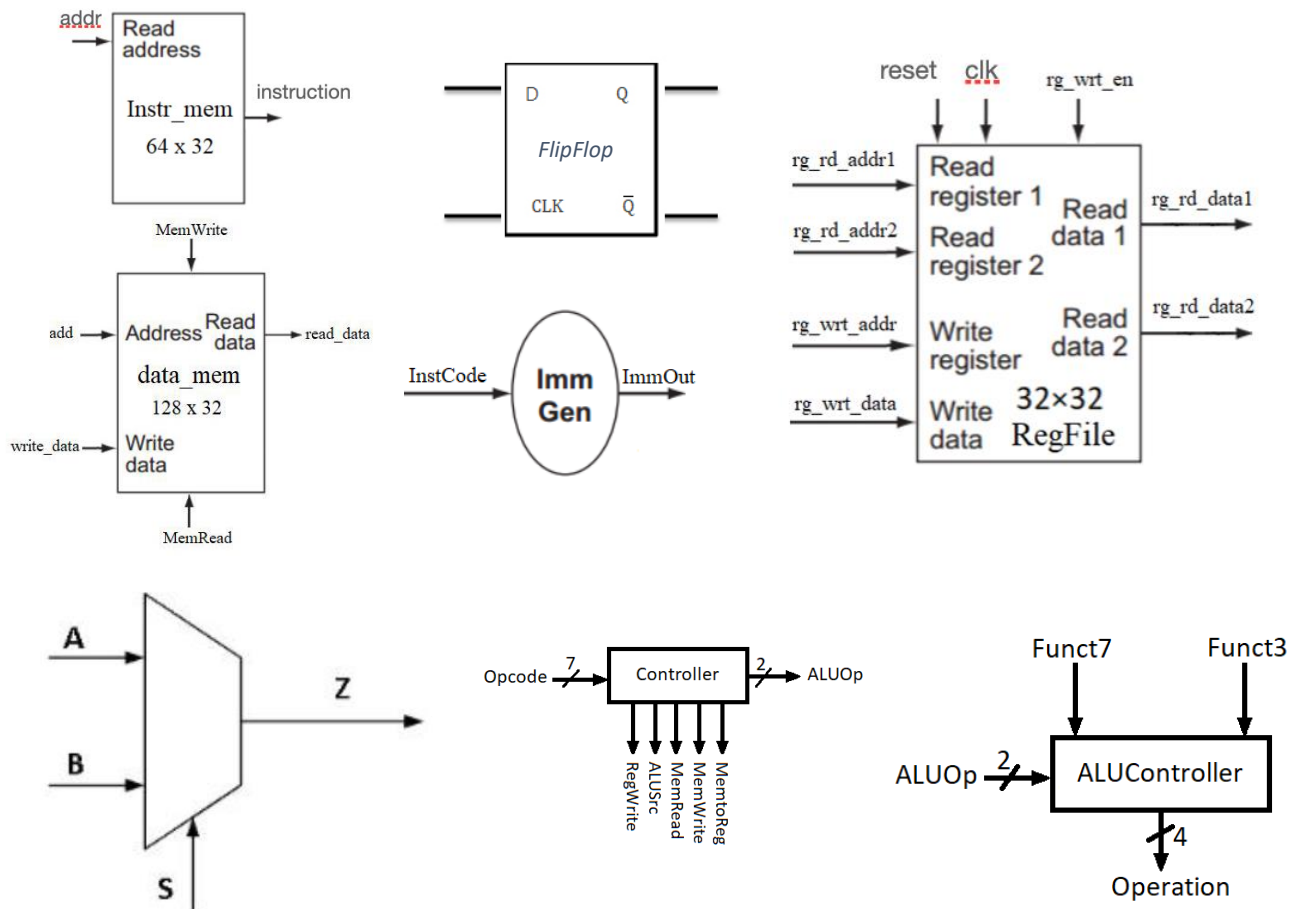 addr
Read
address
instruction
Instr_mem
64 x 32
D Q
FlipFlop
CLK Q̅
reset clk
rg_wrt_en
rg_rd_addr1
Read
register 1
rg_rd_addr2
Read
register 2
Read
data 1
rg_rd_data1
rg_wrt_addr
Write
register
Read
data 2
rg_rd_data2
rg_wrt_data
Write
data
32×32
RegFile
MemWrite
add
Address
Read
data
read_data
data_mem
128 x 32
write_data
Write
data
MemRead
InstCode
Imm
Gen
ImmOut
A
B
S
Z
Opcode
7
Controller
2
ALUOp
RegWrite
ALUSrc
MemRead
MemWrite
MemtoReg
Funct7
Funct3
ALUOp
2
ALUController
4
Operation